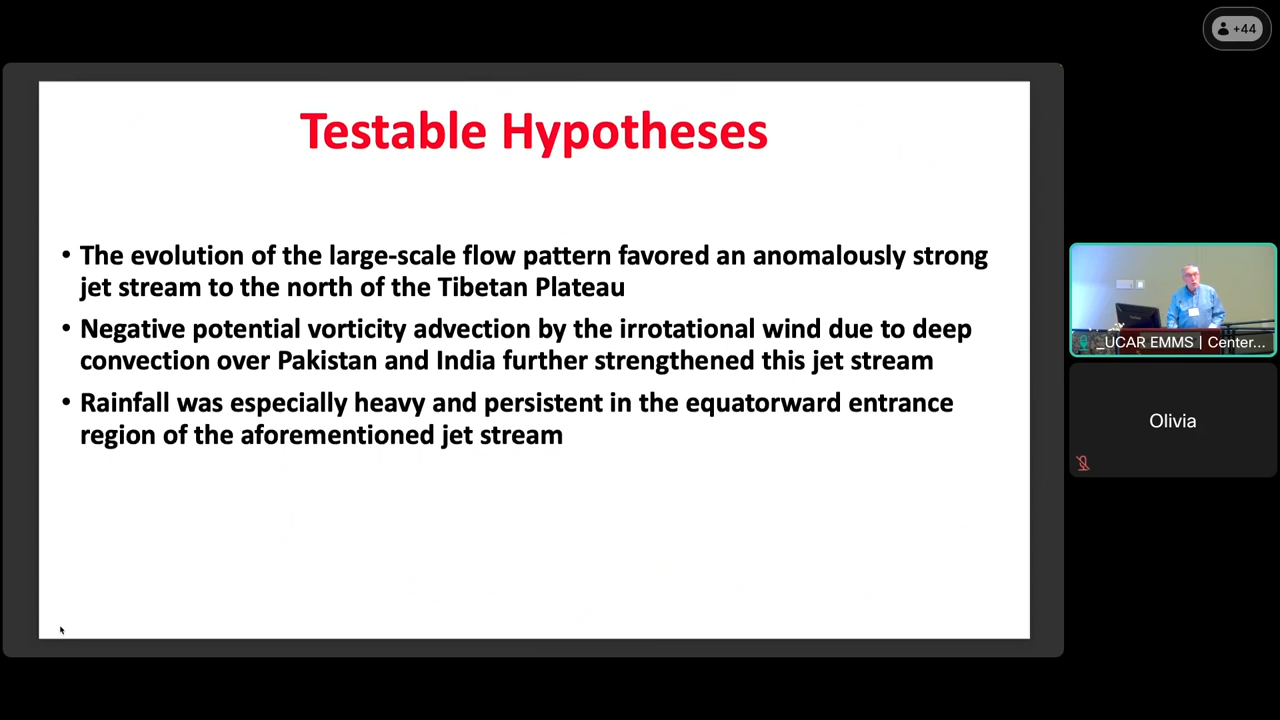 +44
Testable Hypotheses
• The evolution of the large-scale flow pattern favored an anomalously strong
jet stream to the north of the Tibetan Plateau
• Negative potential vorticity advection by the irrotational wind due to deep
convection over Pakistan and India further strengthened this jet stream
• Rainfall was especially heavy and persistent in the equatorward entrance
region of the aforementioned jet stream
_UCAR EMMS | Center...
Olivia